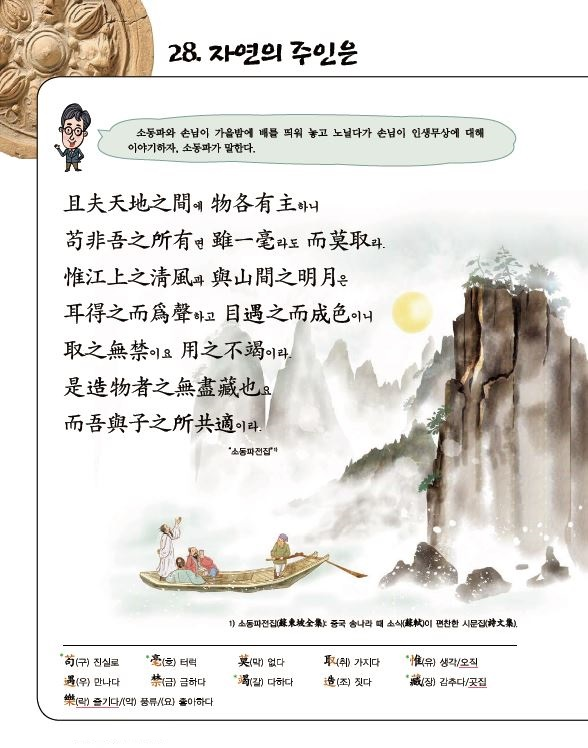 28. 자연의 주인은
소동파와 손님이 가을밤에 배를 띄워 놓고 노닐다가 손님이 인생무상에 대해
이야기하자, 소동파가 말한다.
且夫天地之間에 物各有主하니
苟非吾之所有면 雖一毫라도 而莫取라.
惟江上之淸風과 與山間之明月은
耳得之而爲聲하고 目遇之而成色이니
取之無禁이요 用之不竭이라.
是造物者之無盡藏也요
而吾與子之所共適이라.
"소동파전집"1)
1) 소동파전집(蘇東坡全集): 중국 송나라 때 소식(蘇軾)이 편찬한 시문집(詩文集).
*苟(구) 진실로 *毫(호) 터럭 莫(막) 없다 取(취) 가지다 *惟(유) 생각/오직
*遇(우) 만나다 禁(금) 금하다 *竭(갈) 다하다 造(조) 짓다 *藏(장) 감추다/곳집
樂(락) 즐기다/(악) 풍류/(요) 좋아하다